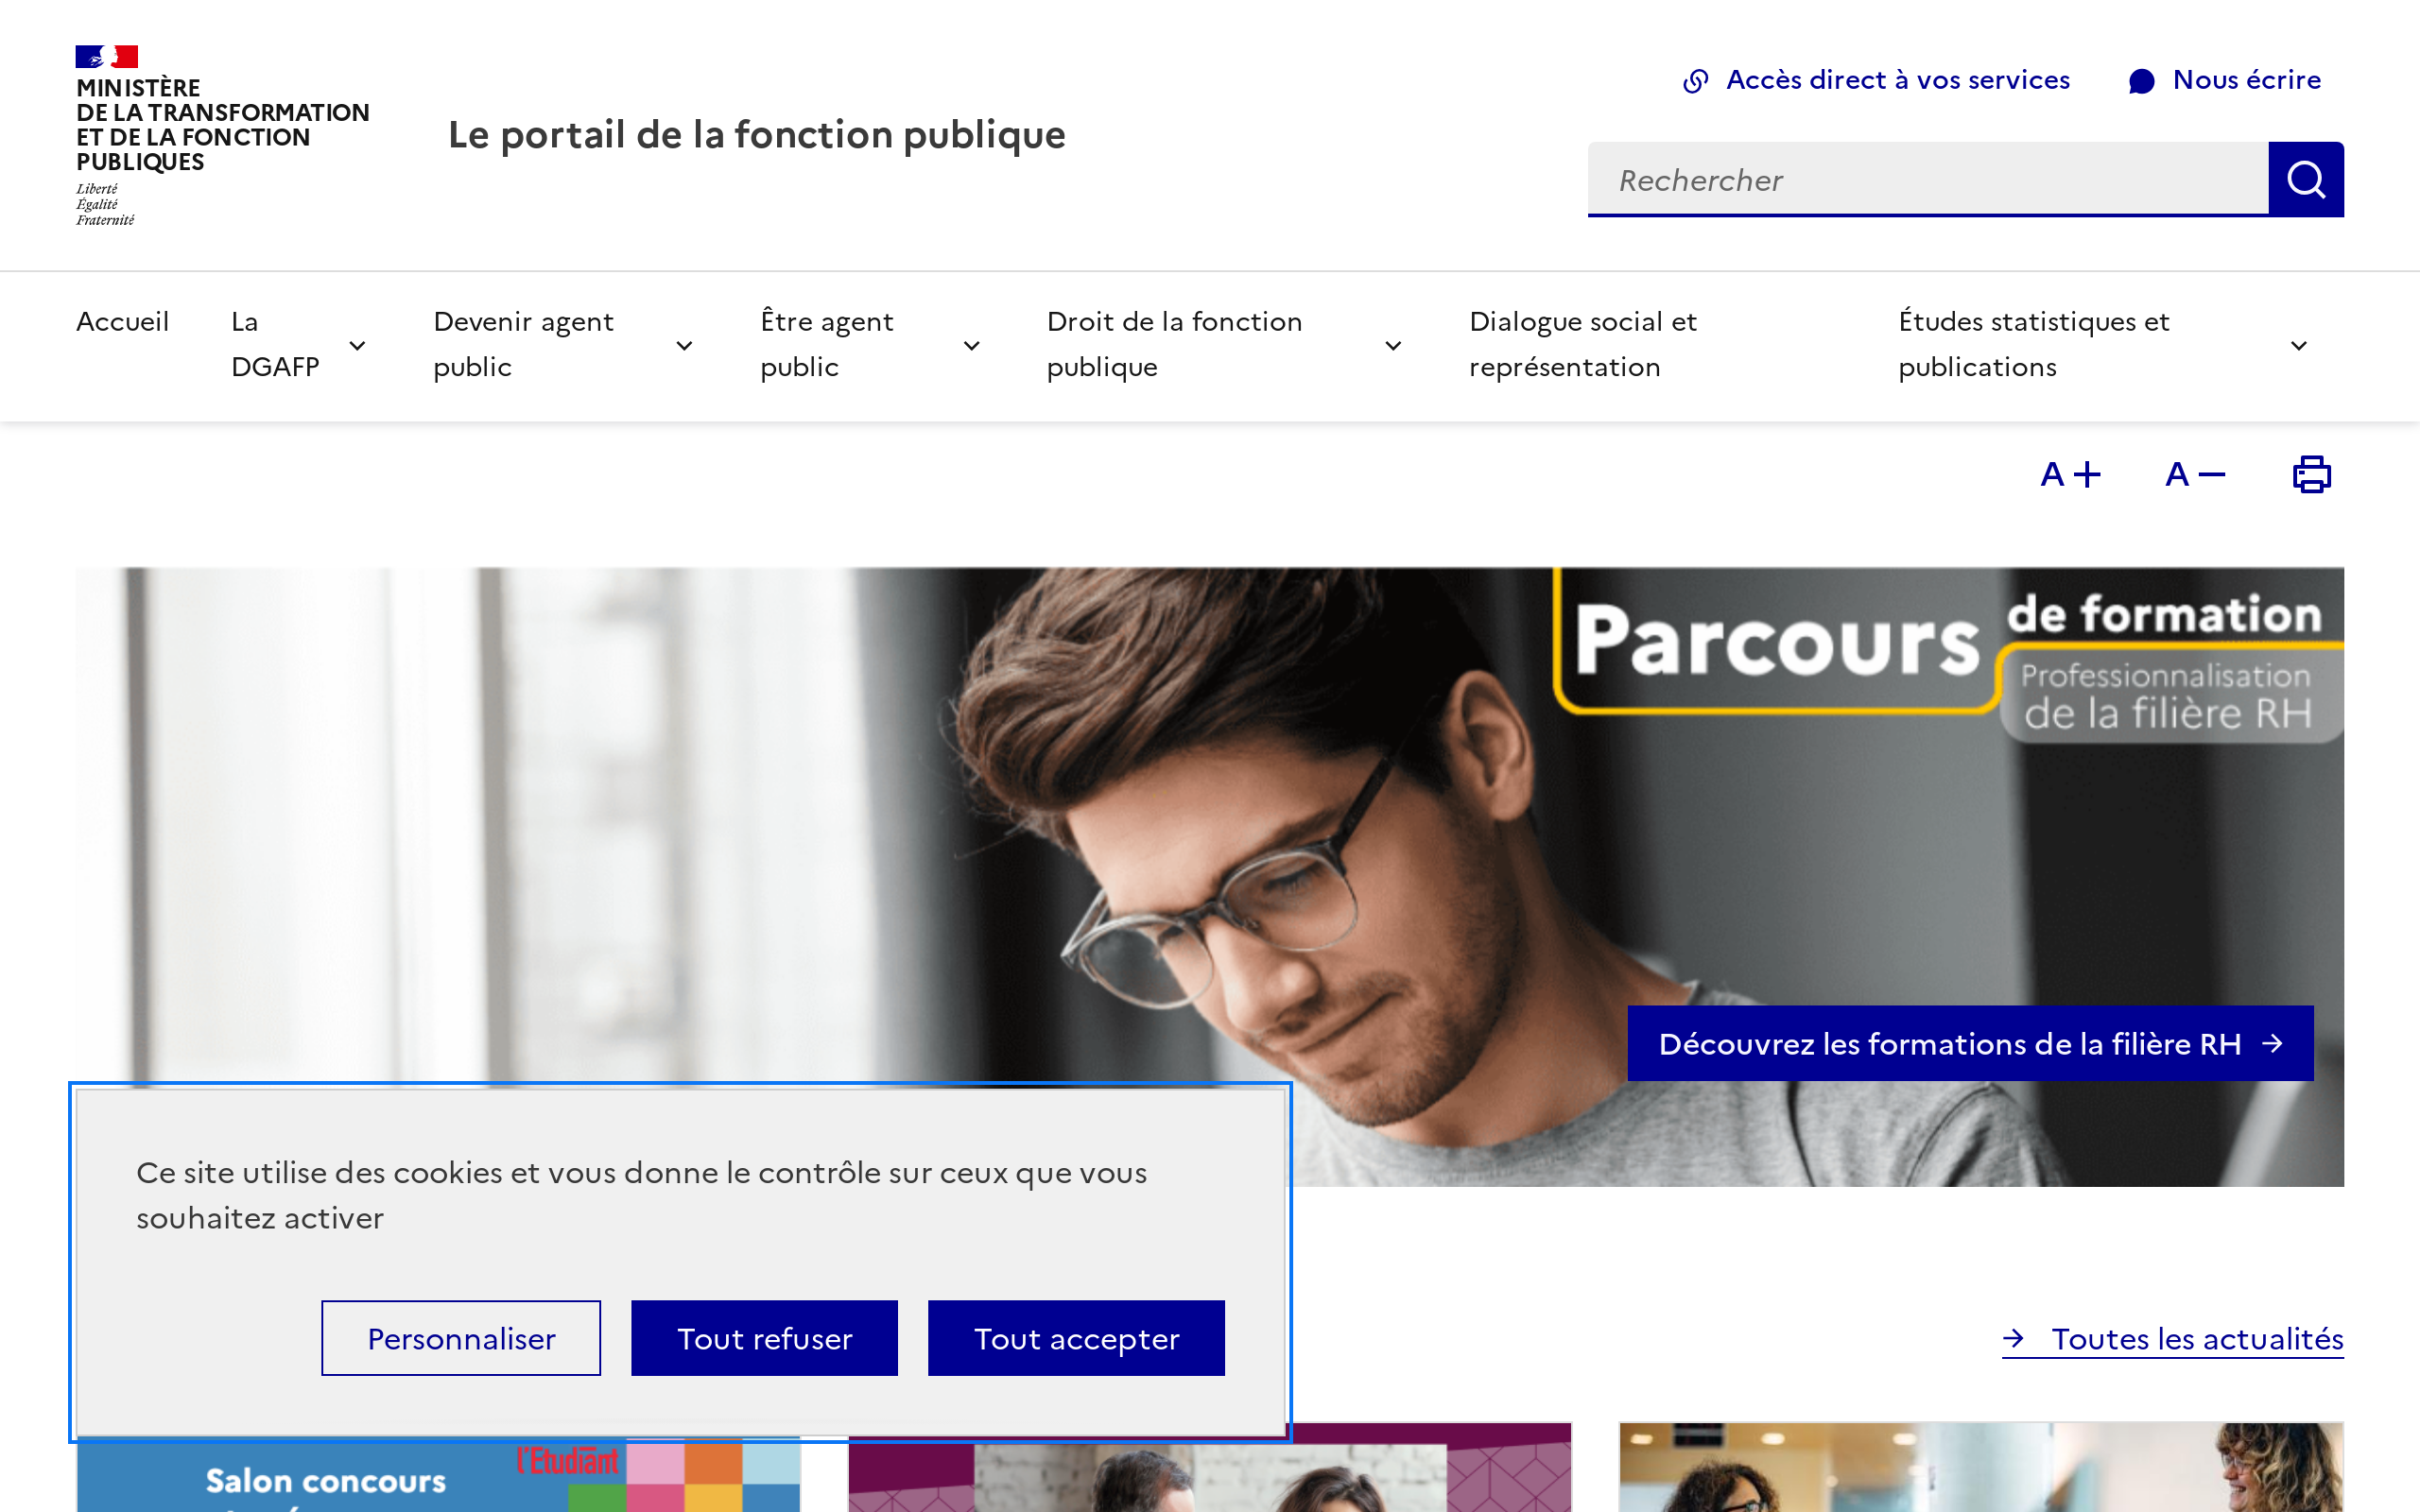 MINISTÈRE
DE LA TRANSFORMATION
ET DE LA FONCTION
PUBLIQUES
Liberté
Égalité
Fraternité
Le portail de la fonction publique
Accès direct à vos services
Nous écrire
Rechercher
Accueil
La
DGAFP
Devenir agent
public
Être agent
public
Droit de la fonction
publique
Dialogue social et
représentation
Études statistiques et
publications
A+
A−
Parcours
de formation
Professionnalisation
de la filière RH
Découvrez les formations de la filière RH
Ce site utilise des cookies et vous donne le contrôle sur ceux que vous
souhaitez activer
Personnaliser
Tout refuser
Tout accepter
Toutes les actualités
l'Etudiant
Salon concours